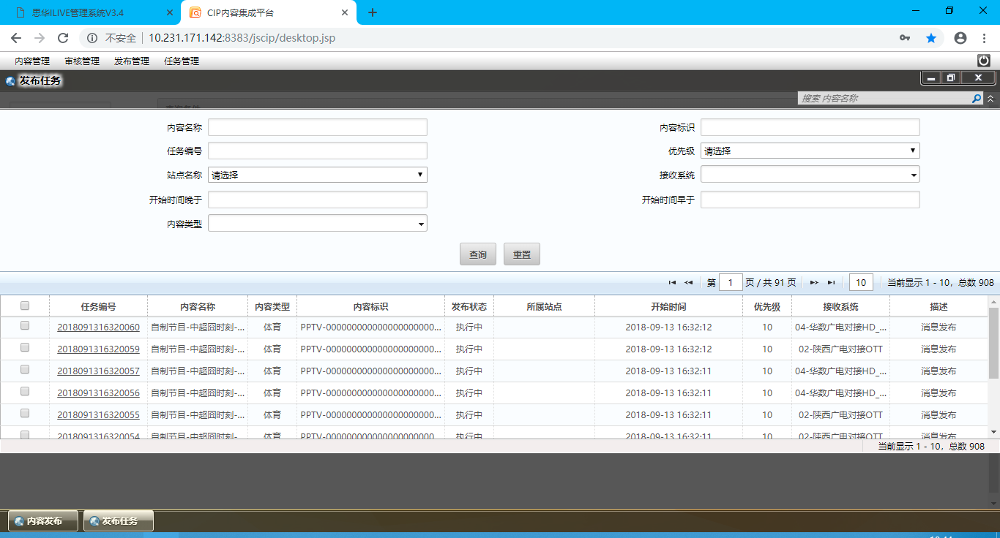 思华ILIVE管理系统V3.4
CIP内容集成平台
不安全 10.231.171.142:8383/jscip/desktop.jsp
内容管理 审核管理 发布管理 任务管理
发布任务
搜索 内容名称
内容名称 内容标识
任务编号 优先级 请选择
站点名称 请选择 接收系统
开始时间晚于 开始时间早于
内容类型
查询 重置
第 1 页 / 共 91 页 10 当前显示 1 - 10，总数 908
任务编号 内容名称 内容类型 内容标识 发布状态 所属站点 开始时间 优先级 接收系统 描述
2018091316320060 自制节目-中超囧时刻-... 体育 PPTV-0000000000000000000000... 执行中 2018-09-13 16:32:12 10 04-华数广电对接HD_... 消息发布
2018091316320059 自制节目-中超囧时刻-... 体育 PPTV-0000000000000000000000... 执行中 2018-09-13 16:32:12 10 02-陕西广电对接OTT 消息发布
2018091316320057 自制节目-中超囧时刻-... 体育 PPTV-0000000000000000000000... 执行中 2018-09-13 16:32:11 10 04-华数广电对接HD_... 消息发布
2018091316320056 自制节目-中超囧时刻-... 体育 PPTV-0000000000000000000000... 执行中 2018-09-13 16:32:11 10 04-华数广电对接HD_... 消息发布
2018091316320055 自制节目-中超囧时刻-... 体育 PPTV-0000000000000000000000... 执行中 2018-09-13 16:32:11 10 02-陕西广电对接OTT 消息发布
2018091316320054 自制节目-中超囧时刻- 体育 PPTV-0000000000000000000000 执行中 2018-09-13 16:32:11 10 02-陕西广电对接OTT 消息发布
当前显示 1 - 10，总数 908
内容发布 发布任务